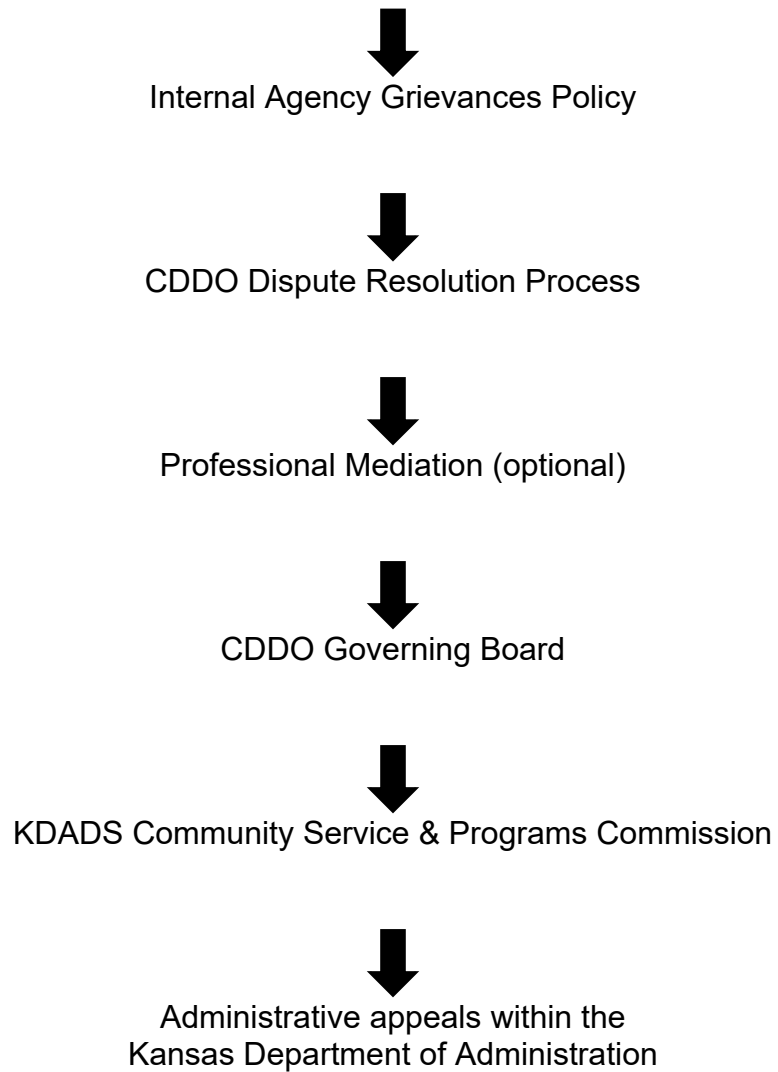 Internal Agency Grievances Policy
CDDO Dispute Resolution Process
Professional Mediation (optional)
CDDO Governing Board
KDADS Community Service & Programs Commission
Administrative appeals within the
Kansas Department of Administration